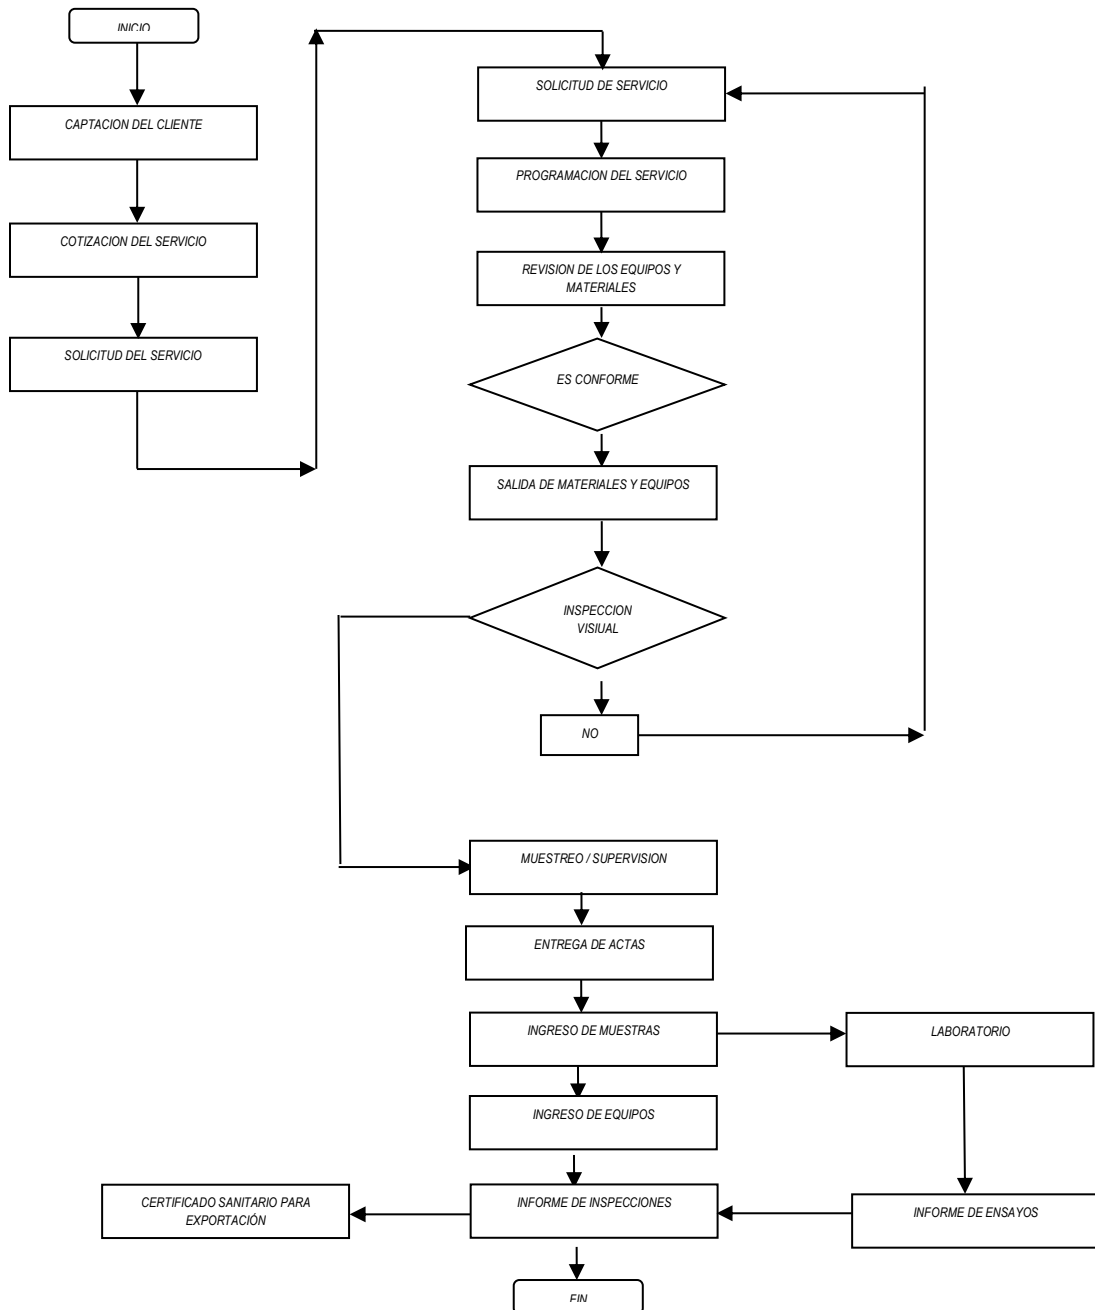 INICIO
CAPTACION DEL CLIENTE
COTIZACION DEL SERVICIO
SOLICITUD DEL SERVICIO
SOLICITUD DE SERVICIO
PROGRAMACION DEL SERVICIO
REVISION DE LOS EQUIPOS Y
MATERIALES
ES CONFORME
SALIDA DE MATERIALES Y EQUIPOS
INSPECCION
VISIUAL
NO
MUESTREO / SUPERVISION
ENTREGA DE ACTAS
INGRESO DE MUESTRAS
LABORATORIO
INGRESO DE EQUIPOS
CERTIFICADO SANITARIO PARA
EXPORTACIÓN
INFORME DE INSPECCIONES
INFORME DE ENSAYOS
FIN